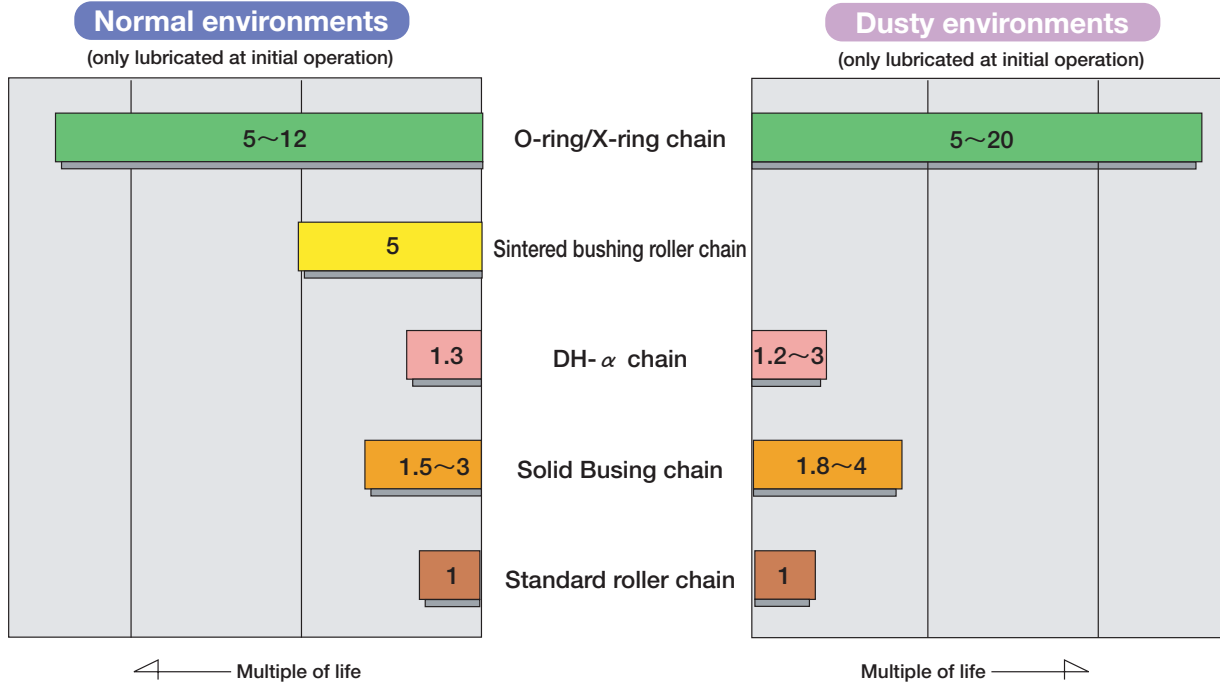 Normal environments
Dusty environments
(only lubricated at initial operation)
(only lubricated at initial operation)
5～12
O-ring/X-ring chain
5～20
5
Sintered bushing roller chain
1.3
DH-α chain
1.2～3
1.5～3
Solid Busing chain
1.8～4
1
Standard roller chain
1
Multiple of life
Multiple of life